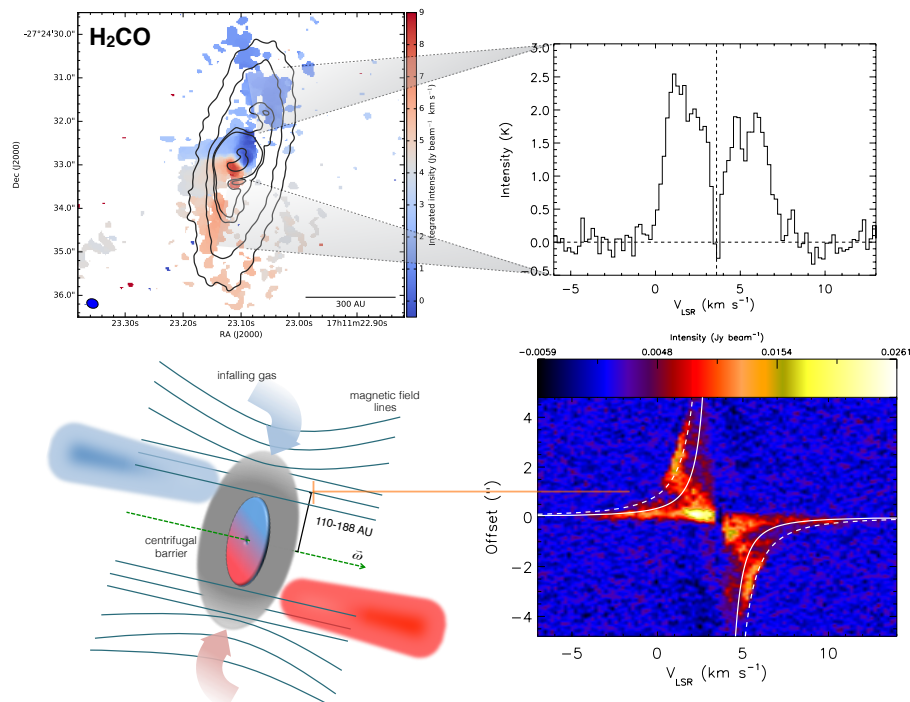 H₂CO
-27°24'30.0"
31.0"
32.0"
33.0"
34.0"
35.0"
36.0"
Dec (J2000)
23.30s
23.20s
23.10s
23.00s
17h11m22.90s
RA (J2000)
300 AU
9
8
7
6
5
4
3
2
1
0
Integrated intensity (Jy beam⁻¹ km s⁻¹)
3.0
2.5
2.0
1.5
1.0
0.5
0.0
-0.5
Intensity (K)
-5
0
5
10
V_LSR (km s⁻¹)
infalling gas
magnetic field
lines
110-188 AU
centrifugal
barrier
ω⃗
Intensity (Jy beam⁻¹)
-0.0059
0.0048
0.0154
0.0261
4
2
0
-2
-4
Offset (")
-5
0
5
10
V_LSR (km s⁻¹)